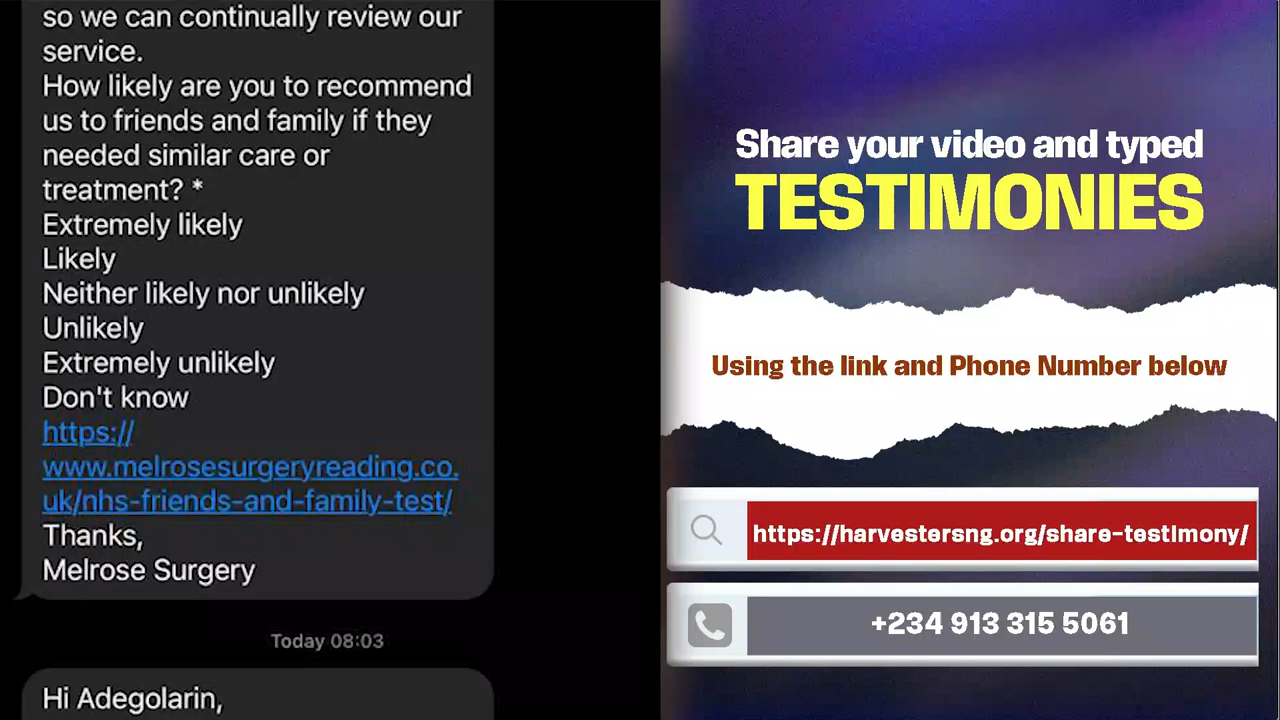 so we can continually review our
service.
How likely are you to recommend
us to friends and family if they
needed similar care or
treatment? *
Extremely likely
Likely
Neither likely nor unlikely
Unlikely
Extremely unlikely
Don't know
https://
www.melrosesurgeryreading.co.
uk/nhs-friends-and-family-test/
Thanks,
Melrose Surgery
Today 08:03
Hi Adegolarin,
Share your video and typed
TESTIMONIES
Using the link and Phone Number below
https://harvestersng.org/share-testimony/
+234 913 315 5061